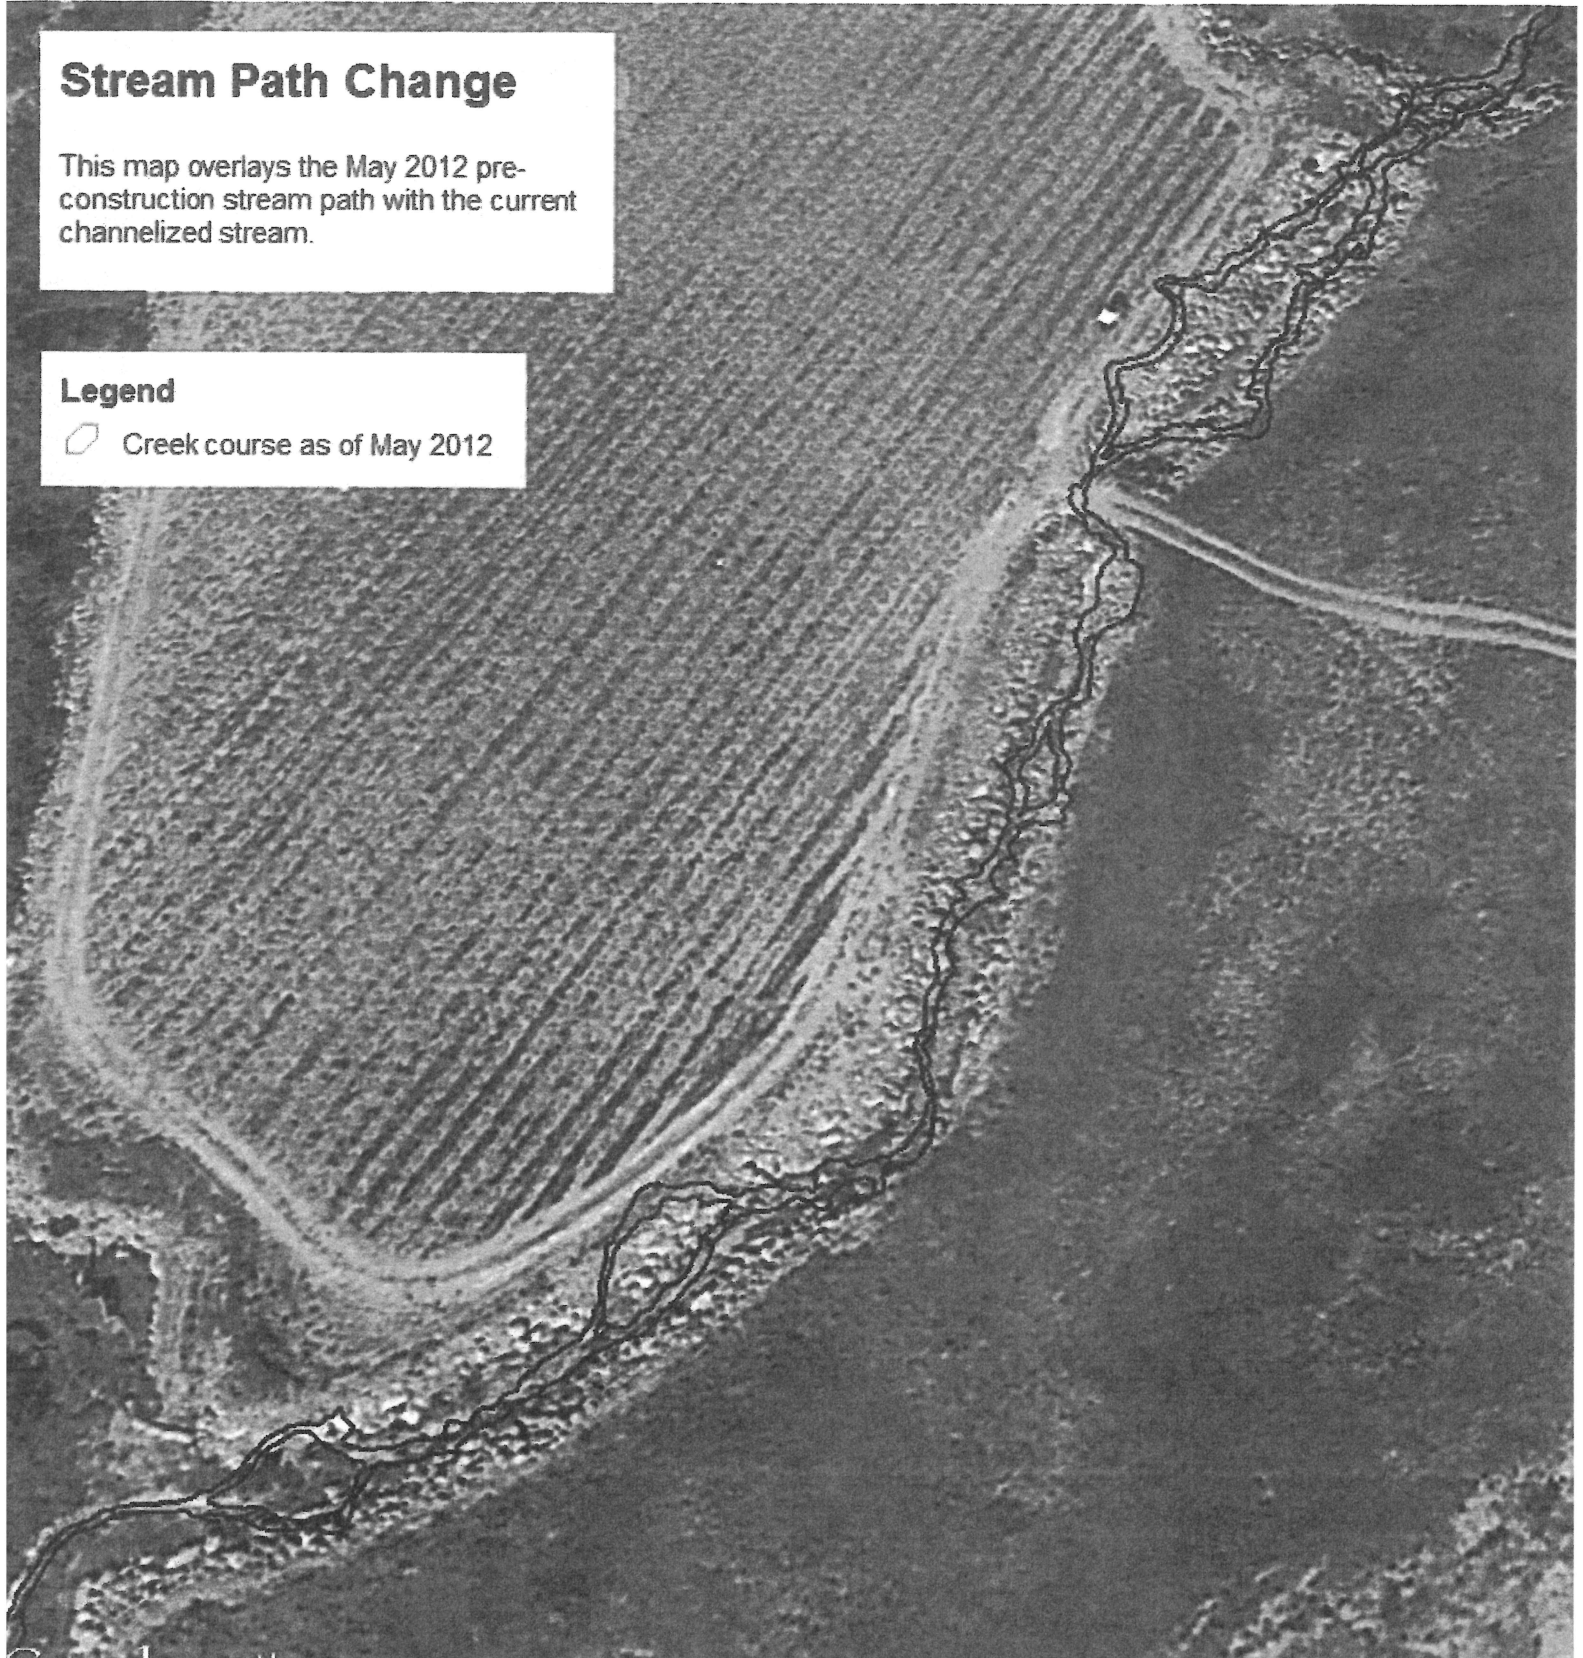 Stream Path Change
This map overlays the May 2012 pre-
construction stream path with the current
channelized stream.
Legend
Creek course as of May 2012